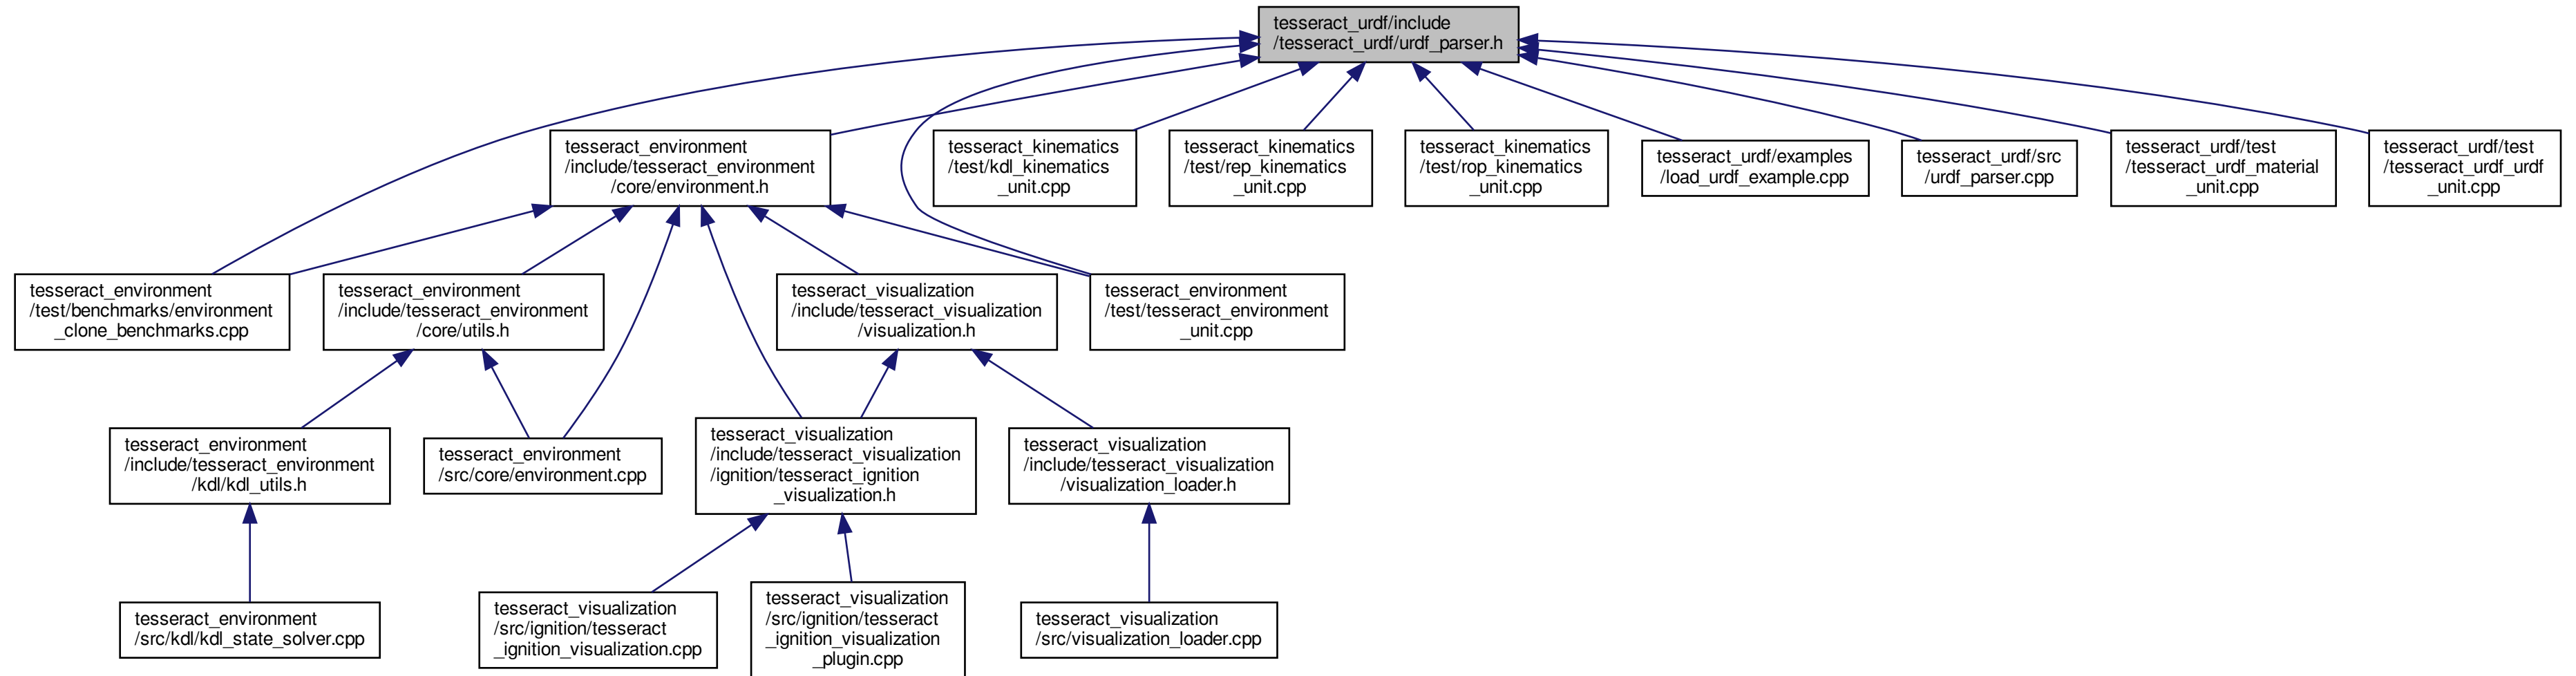 tesseract_urdf/include
/tesseract_urdf/urdf_parser.h
tesseract_environment
/include/tesseract_environment
/core/environment.h
tesseract_kinematics
/test/kdl_kinematics
_unit.cpp
tesseract_kinematics
/test/rep_kinematics
_unit.cpp
tesseract_kinematics
/test/rop_kinematics
_unit.cpp
tesseract_urdf/examples
/load_urdf_example.cpp
tesseract_urdf/src
/urdf_parser.cpp
tesseract_urdf/test
/tesseract_urdf_material
_unit.cpp
tesseract_urdf/test
/tesseract_urdf_urdf
_unit.cpp
tesseract_environment
/test/benchmarks/environment
_clone_benchmarks.cpp
tesseract_environment
/include/tesseract_environment
/core/utils.h
tesseract_visualization
/include/tesseract_visualization
/visualization.h
tesseract_environment
/test/tesseract_environment
_unit.cpp
tesseract_environment
/include/tesseract_environment
/kdl/kdl_utils.h
tesseract_environment
/src/core/environment.cpp
tesseract_visualization
/include/tesseract_visualization
/ignition/tesseract_ignition
_visualization.h
tesseract_visualization
/include/tesseract_visualization
/visualization_loader.h
tesseract_environment
/src/kdl/kdl_state_solver.cpp
tesseract_visualization
/src/ignition/tesseract
_ignition_visualization.cpp
tesseract_visualization
/src/ignition/tesseract
_ignition_visualization
_plugin.cpp
tesseract_visualization
/src/visualization_loader.cpp